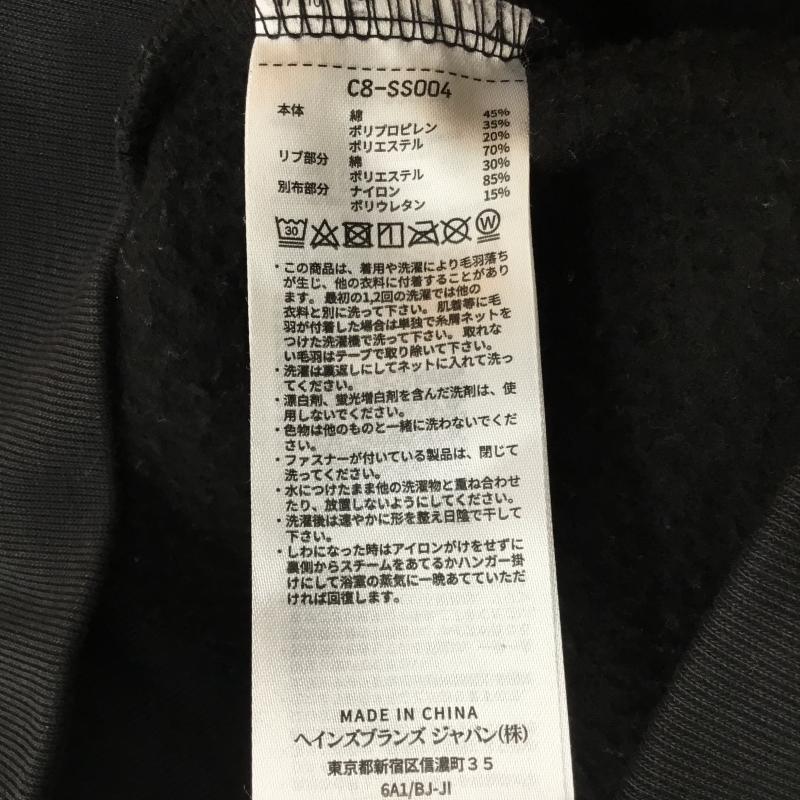 C8-SS004
本体 綿 45%
ポリプロピレン 35%
ポリエステル 20%
リブ部分 綿 70%
ポリエステル 30%
別布部分 ナイロン 85%
ポリウレタン 15%
30 W
・この商品は、着用や洗濯により毛羽落ち
が生じ、他の衣料に付着することがあり
ます。最初の1,2回の洗濯では他の
衣料と別に洗って下さい。肌着等に毛
羽が付着した場合は単独で糸屑ネットを
つけた洗濯機で洗って下さい。取れな
い毛羽はテープで取り除いて下さい。
・洗濯は裏返しにしてネットに入れて洗っ
てください。
・漂白剤、蛍光増白剤を含んだ洗剤は、使
用しないでください。
・色物は他のものと一緒に洗わないでくだ
さい。
・ファスナーが付いている製品は、閉じて
洗ってください。
・水につけたまま他の洗濯物と重ね合わせ
たり、放置しないようにしてください。
・洗濯後は速やかに形を整え日陰で干して
下さい。
・しわになった時はアイロンがけをせずに
裏側からスチームをあてるかハンガー掛
けにして浴室の蒸気に一晩あてていただ
ければ回復します。
MADE IN CHINA
ヘインズブランズ ジャパン(株)
東京都新宿区信濃町35
6A1/BJ-JI